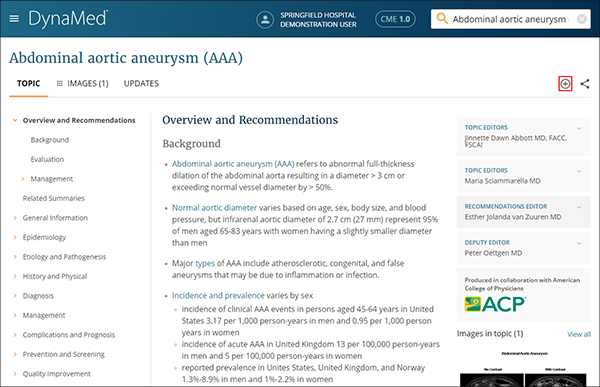 DynaMed®
SPRINGFIELD HOSPITAL
DEMONSTRATION USER
CME 1.0
Abdominal aortic aneurysm
Abdominal aortic aneurysm (AAA)
TOPIC
IMAGES (1)
UPDATES
Overview and Recommendations
Background
Evaluation
Management
Related Summaries
General Information
Epidemiology
Etiology and Pathogenesis
History and Physical
Diagnosis
Management
Complications and Prognosis
Prevention and Screening
Quality Improvement
Overview and Recommendations
Background
Abdominal aortic aneurysm (AAA) refers to abnormal full-thickness
dilation of the abdominal aorta resulting in a diameter > 3 cm or
exceeding normal vessel diameter by > 50%.
Normal aortic diameter varies based on age, sex, body size, and blood
pressure, but infrarenal aortic diameter of 2.7 cm (27 mm) represent 95%
of men aged 65-83 years with women having a slightly smaller diameter
than men
Major types of AAA include atherosclerotic, congenital, and false
aneurysms that may be due to inflammation or infection.
Incidence and prevalence varies by sex
incidence of clinical AAA events in persons aged 45-64 years in United
States 3.17 per 1,000 person-years in men and 0.95 per 1,000 person
years in women
incidence of acute AAA in United Kingdom 13 per 100,000 person-years
in men and 5 per 100,000 person-years in women
reported prevalence in Unites States, United Kingdom, and Norway
1.3%-8.9% in men and 1%-2.2% in women
TOPIC EDITORS
Jinnette Dawn Abbott MD, FACC,
FSCAI
TOPIC EDITORS
Maria Sciammarella MD
RECOMMENDATIONS EDITOR
Esther Jolanda van Zuuren MD
DEPUTY EDITOR
Peter Oettgen MD
Produced in collaboration with American
College of Physicians
ACP
Images in topic (1)
View all
Abdominal Aortic Aneurysm